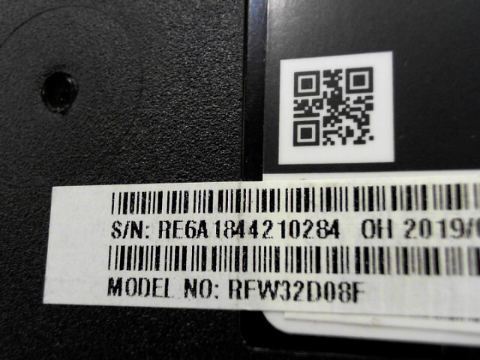 S/N: RE6A1844210284 OH 2019/
MODEL NO: RFW32D08F